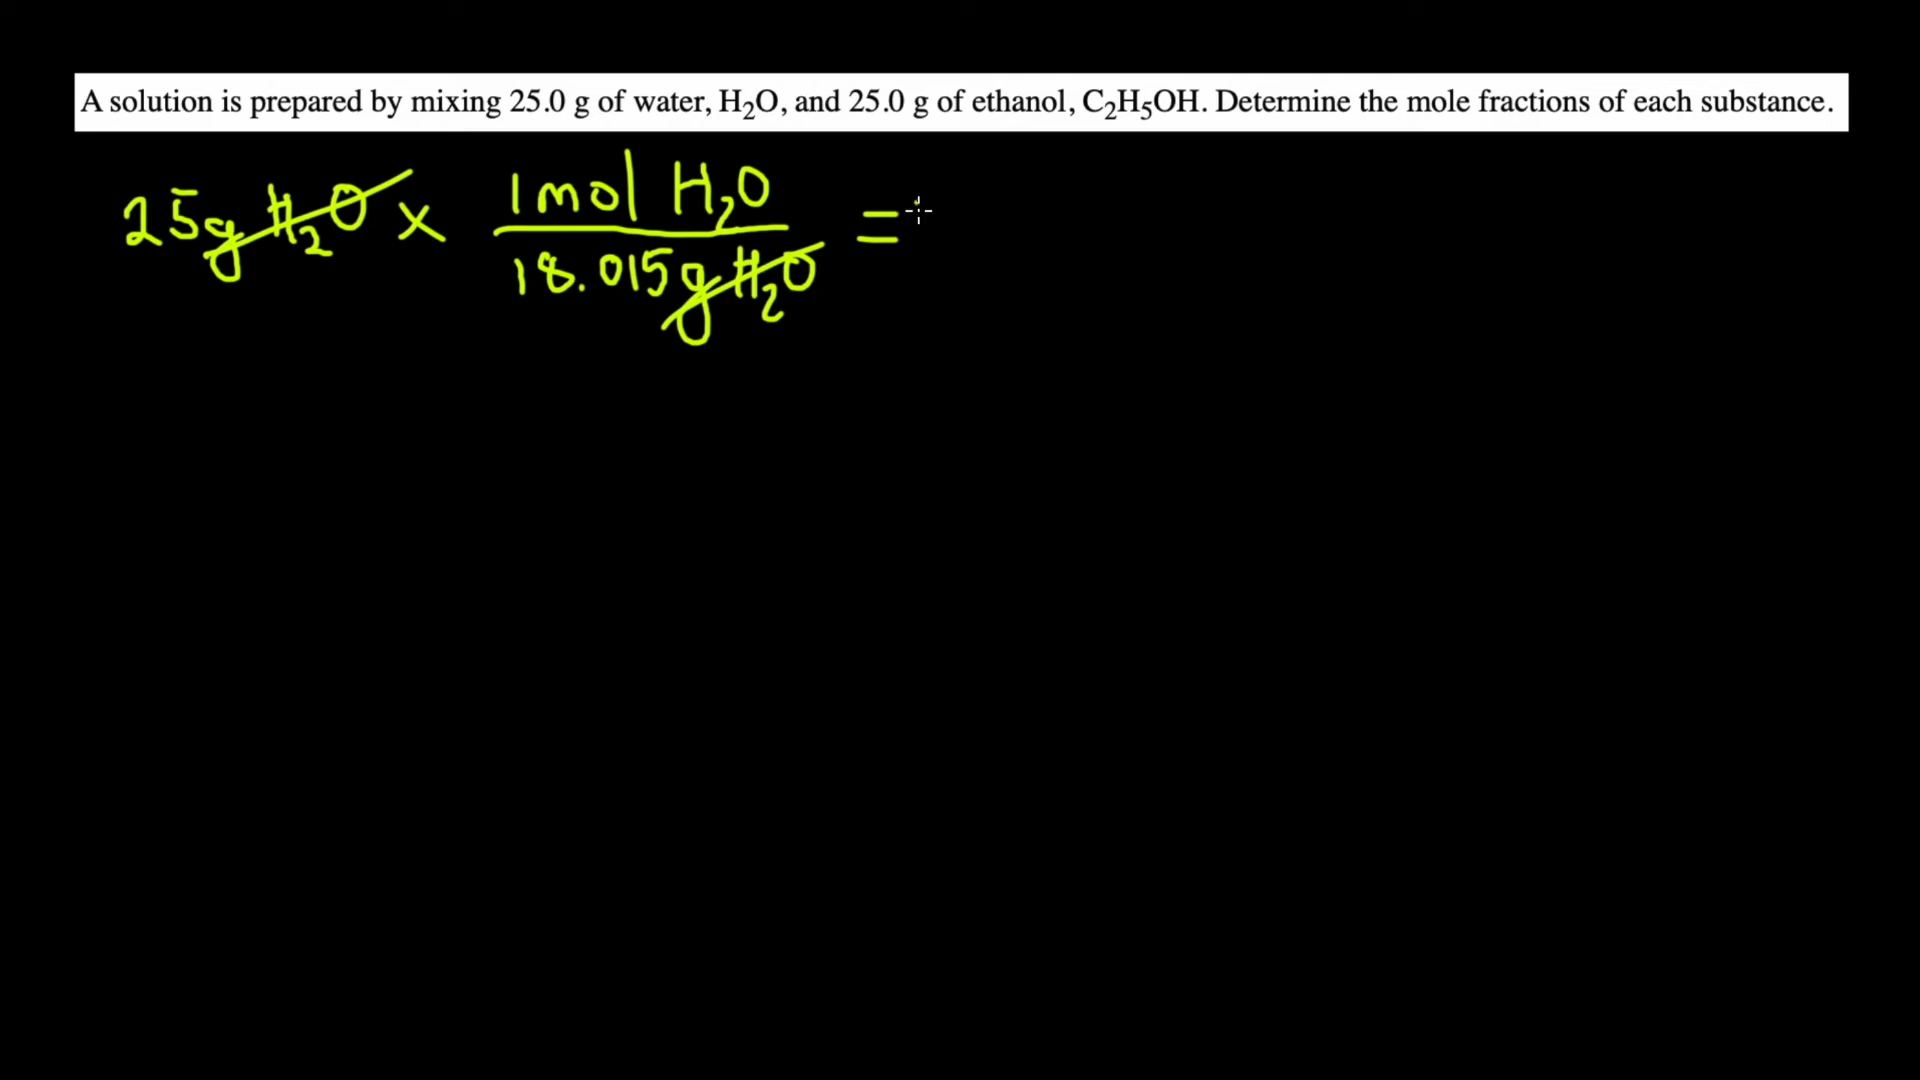 A solution is prepared by mixing 25.0 g of water, H₂O, and 25.0 g of ethanol, C₂H₅OH. Determine the mole fractions of each substance.
25g H₂O x 1mol H₂O =
18.015g H₂O